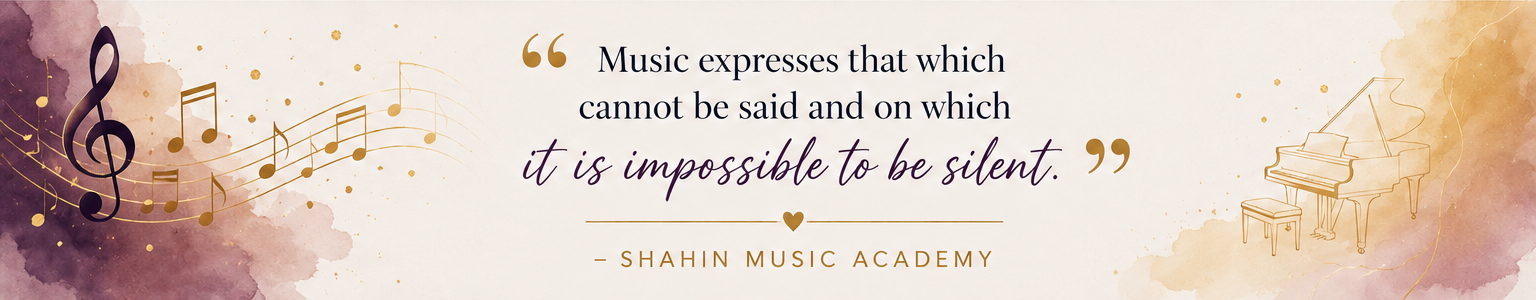 “ Music expresses that which
cannot be said and on which
it is impossible to be silent. ”
– SHAHIN MUSIC ACADEMY